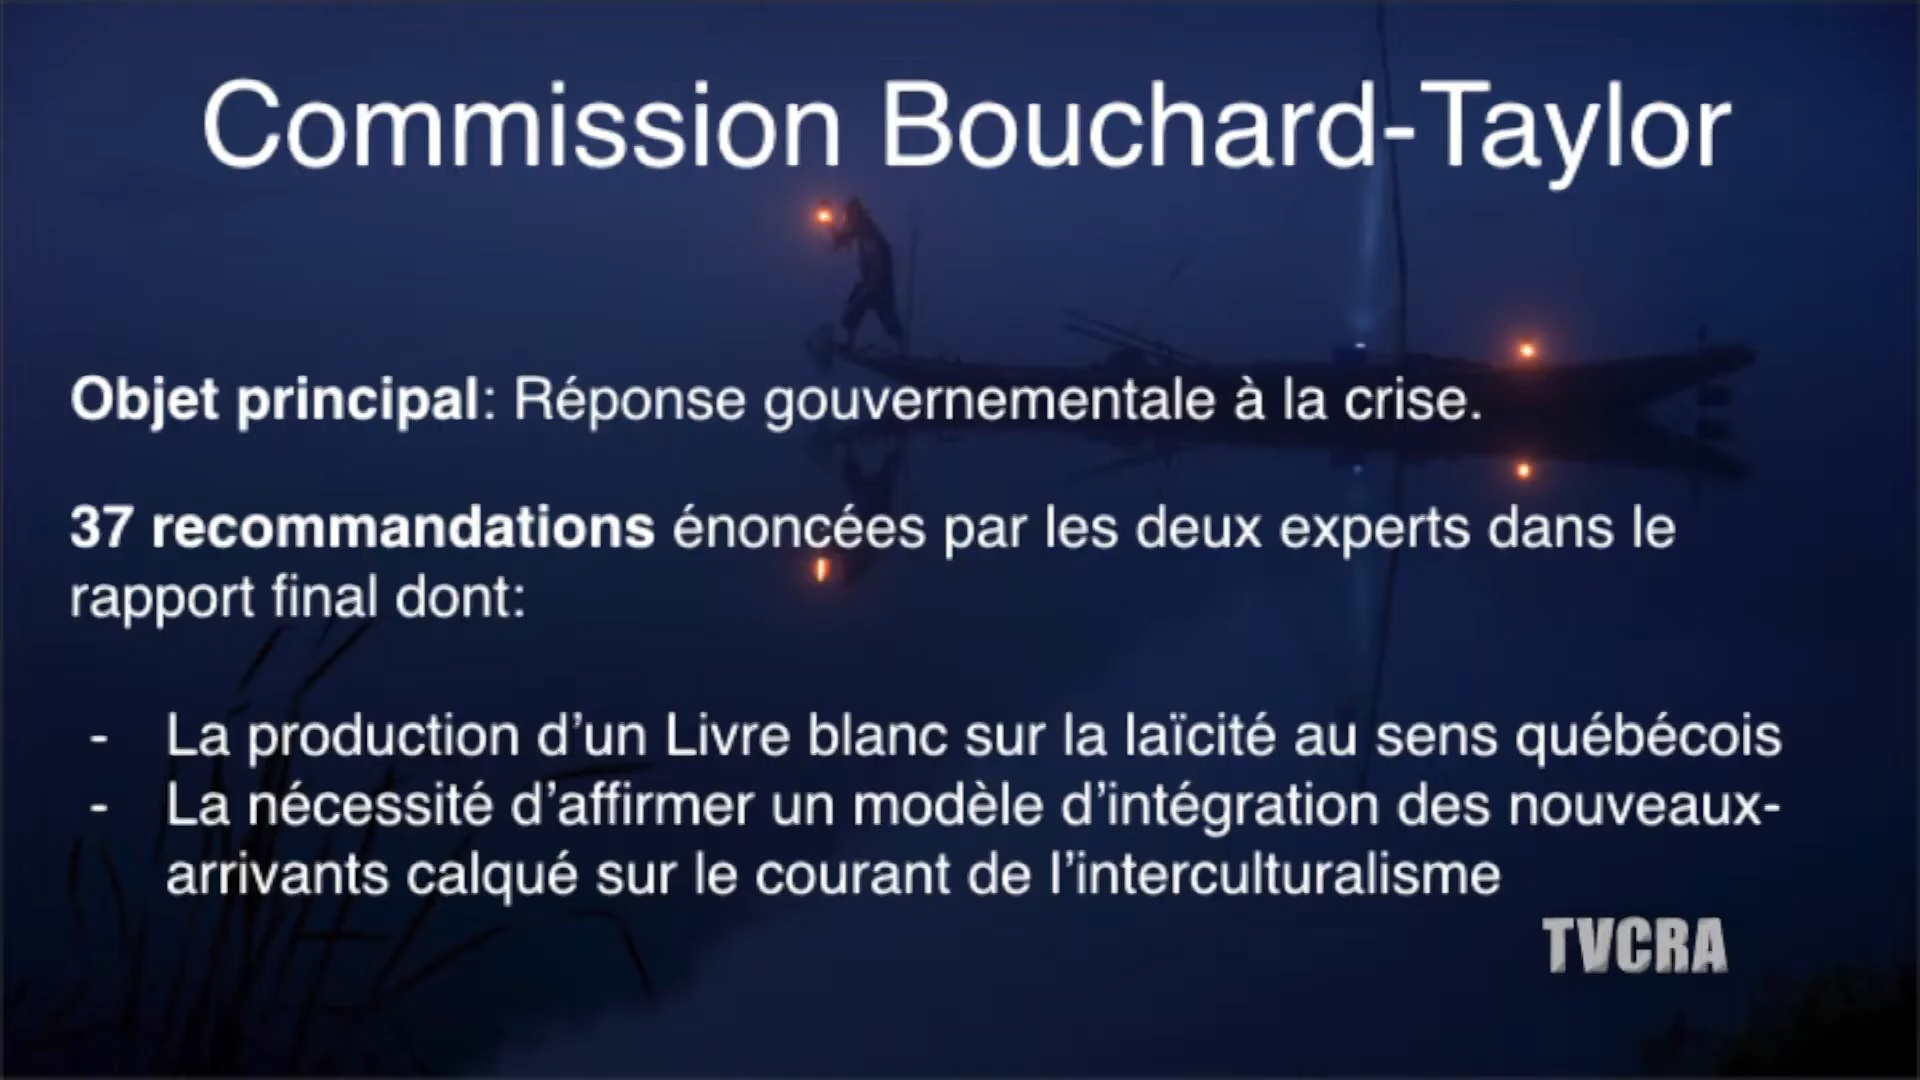 Commission Bouchard-Taylor
Objet principal: Réponse gouvernementale à la crise.
37 recommandations énoncées par les deux experts dans le
rapport final dont:
- La production d’un Livre blanc sur la laïcité au sens québécois
- La nécessité d’affirmer un modèle d’intégration des nouveaux-
arrivants calqué sur le courant de l’interculturalisme
TVCRA